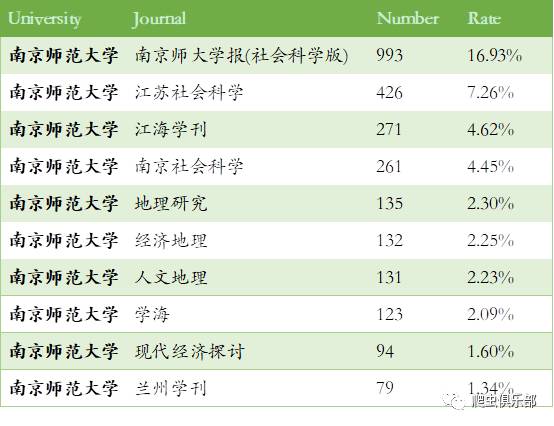 University Journal Number Rate
南京师范大学 南京师大学报(社会科学版) 993 16.93%
南京师范大学 江苏社会科学 426 7.26%
南京师范大学 江海学刊 271 4.62%
南京师范大学 南京社会科学 261 4.45%
南京师范大学 地理研究 135 2.30%
南京师范大学 经济地理 132 2.25%
南京师范大学 人文地理 131 2.23%
南京师范大学 学海 123 2.09%
南京师范大学 现代经济探讨 94 1.60%
南京师范大学 兰州学刊 79 1.34%
爬虫俱乐部